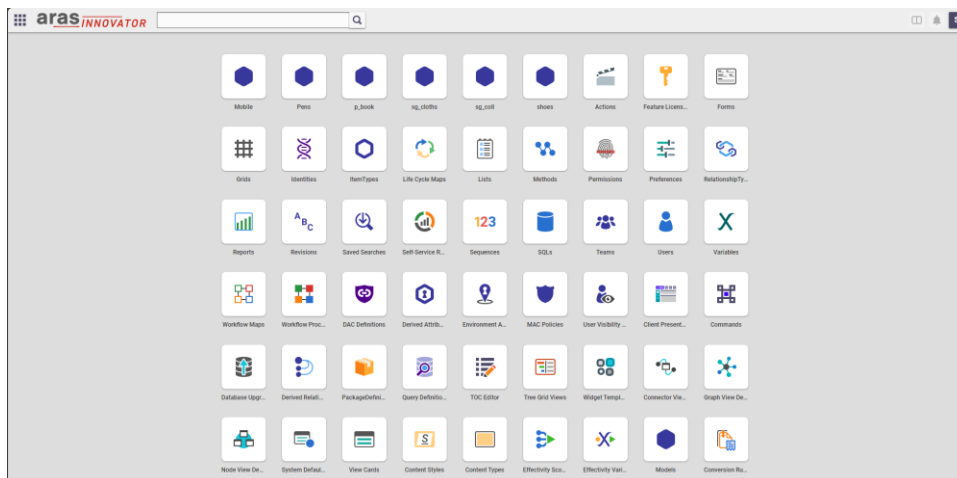 aras INNOVATOR
Mobile Pens p_book sg_cloths sg_coll shoes Actions Feature Licens... Forms
Grids Identities ItemTypes Life Cycle Maps Lists Methods Permissions Preferences RelationshipTy...
A B C 123
Reports Revisions Saved Searches Self-Service R... Sequences SQLs Teams Users Variables
Workflow Maps Workflow Proc... DAC Definitions Derived Attrib... Environment A... MAC Policies User Visibility ... Client Present... Commands
Database Upgr... Derived Relati... PackageDefini... Query Definitio... TOC Editor Tree Grid Views Widget Templ... Connector Vie... Graph View De...
S
Node View De... System Defaul... View Cards Content Styles Content Types Effectivity Sco... Effectivity Vari... Models Conversion Ru...